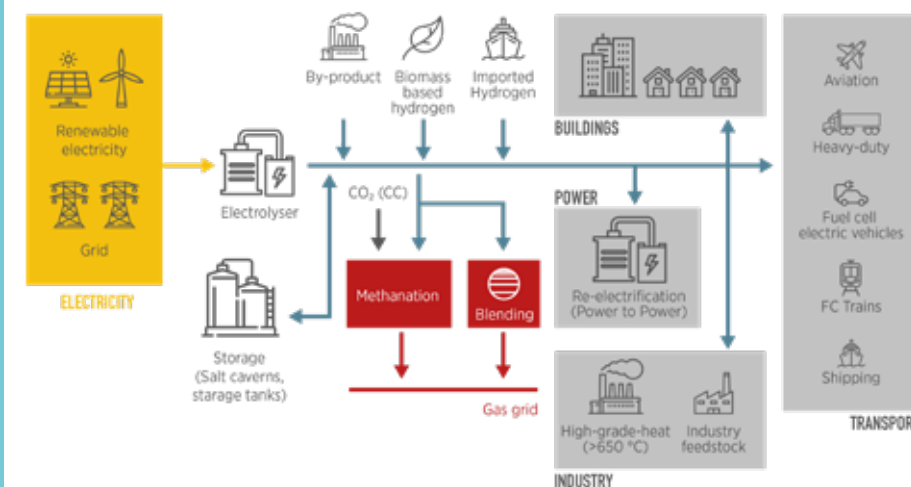 By-product
Biomass
based
hydrogen
Imported
Hydrogen
Renewable
electricity
Grid
ELECTRICITY
Electrolyser
CO₂ (CC)
Storage
(Salt caverns,
starage tanks)
Methanation
Blending
Gas grid
BUILDINGS
POWER
Re-electrification
(Power to Power)
High-grade-heat
(>650 °C)
Industry
feedstock
INDUSTRY
Aviation
Heavy-duty
Fuel cell
electric vehicles
FC Trains
Shipping
TRANSPOR